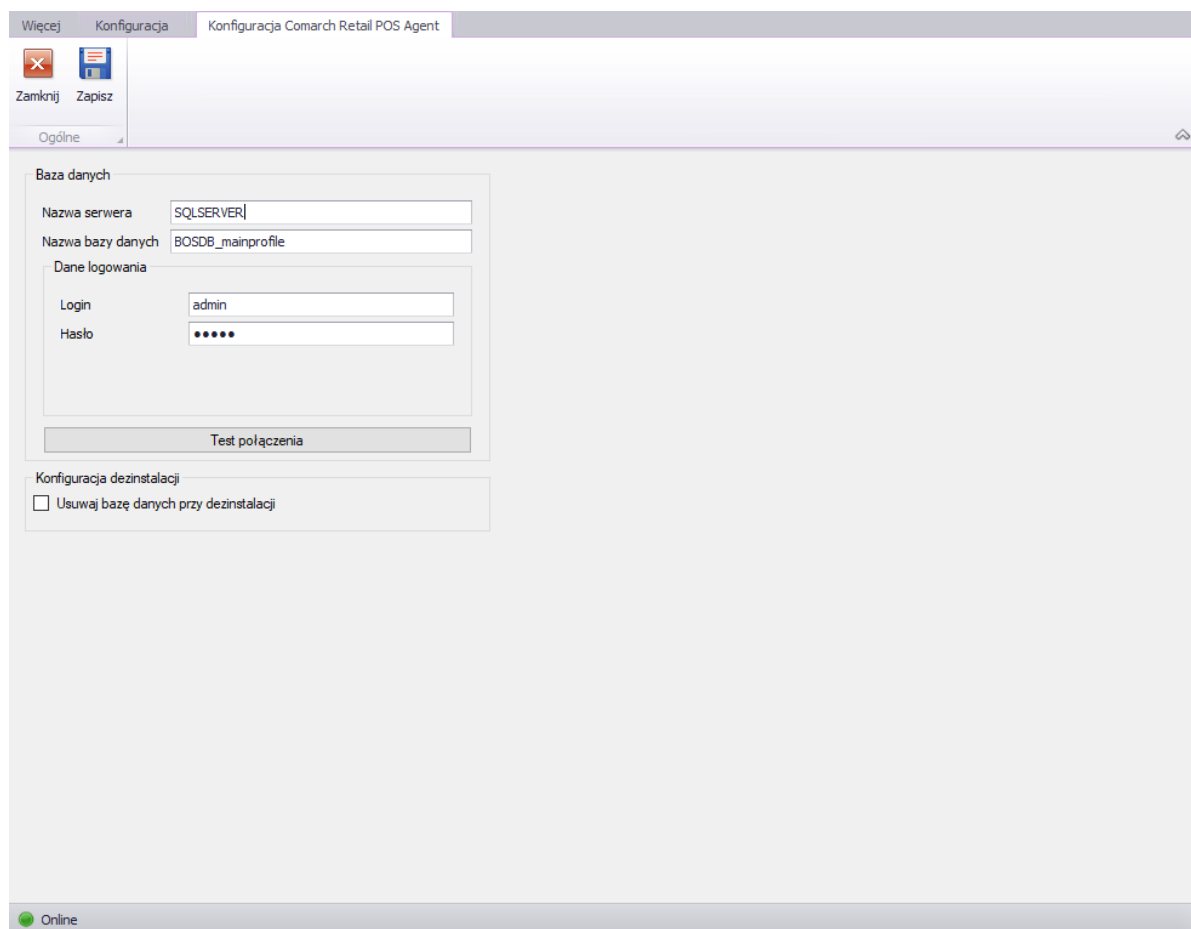 Więcej Konfiguracja Konfiguracja Comarch Retail POS Agent
Zamknij Zapisz
Ogólne
Baza danych
Nazwa serwera SQLSERVER
Nazwa bazy danych BOSDB_mainprofile
Dane logowania
Login admin
Hasło •••••
Test połączenia
Konfiguracja dezinstalacji
Usuwaj bazę danych przy dezinstalacji
Online